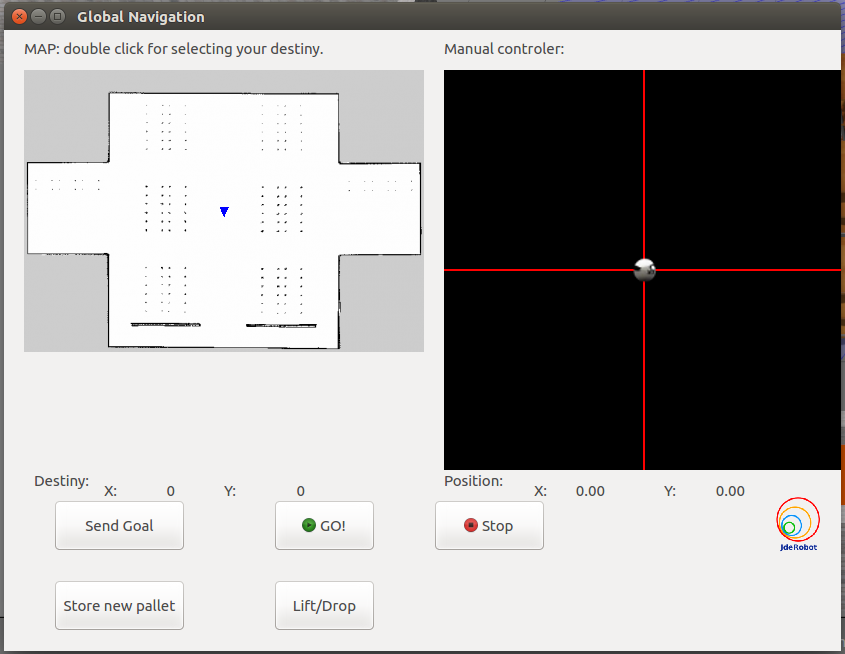 Global Navigation
MAP: double click for selecting your destiny.
Manual controler:
Destiny:
X: 0 Y: 0
Position:
X: 0.00 Y: 0.00
Send Goal
GO!
Stop
JdeRobot
Store new pallet
Lift/Drop